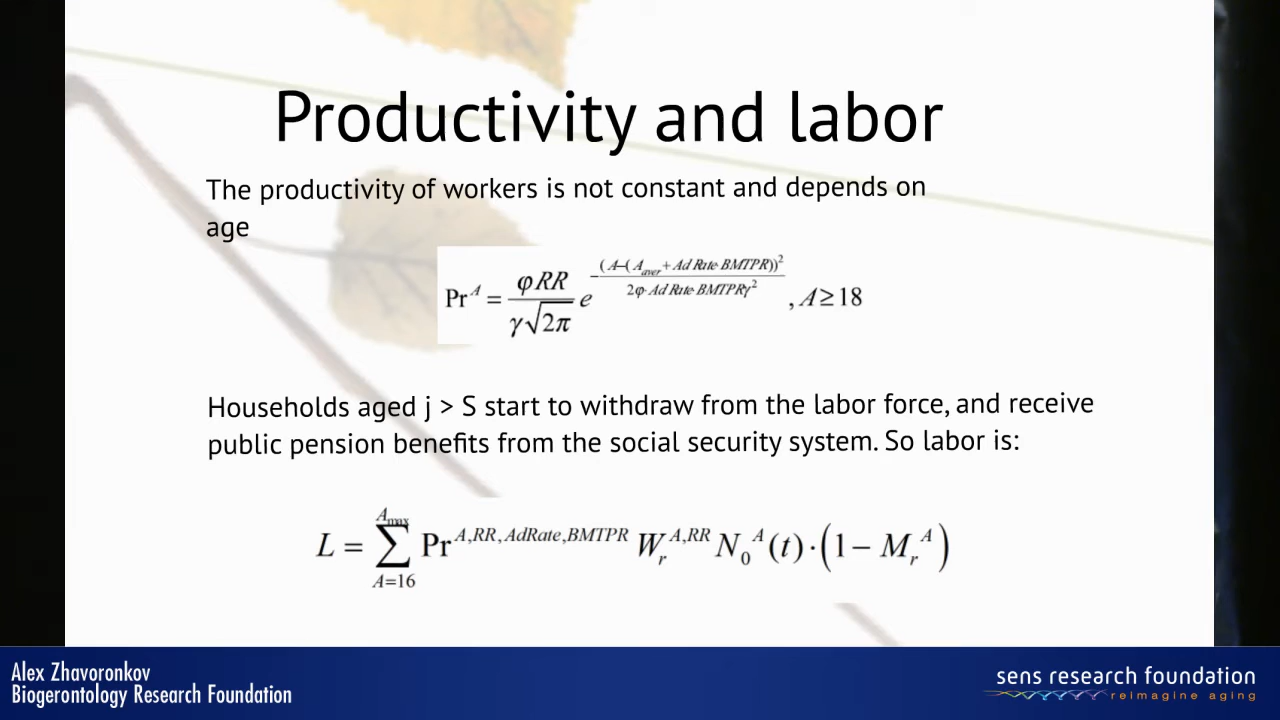 Productivity and labor
The productivity of workers is not constant and depends on
age
Pr^A = φRR / γ√2π e^−(A−(A_aver + Ad Rate·BMTPR))² / 2φ·Ad Rate·BMTPRγ² , A≥18
Households aged j > S start to withdraw from the labor force, and receive
public pension benefits from the social security system. So labor is:
L = ∑_{A=16}^{A_max} Pr^{A,RR,AdRate,BMTPR} W_r^{A,RR} N_0^A(t)·(1− M_r^A)
Alex Zhavoronkov
Biogerontology Research Foundation
sens research foundation
reimagine aging